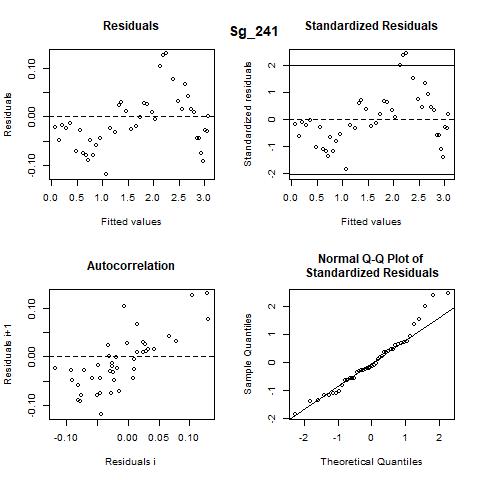 Sg_241
Residuals
Residuals
0.10
0.00
-0.10
0.0 0.5 1.0 1.5 2.0 2.5 3.0
Fitted values
Standardized Residuals
Standardized residuals
2
1
0
-1
-2
0.0 0.5 1.0 1.5 2.0 2.5 3.0
Fitted values
Autocorrelation
Residuals i+1
0.10
0.00
-0.10
-0.10 0.00 0.05 0.10
Residuals i
Normal Q-Q Plot of
Standardized Residuals
Sample Quantiles
2
1
0
-1
-2
-2 -1 0 1 2
Theoretical Quantiles